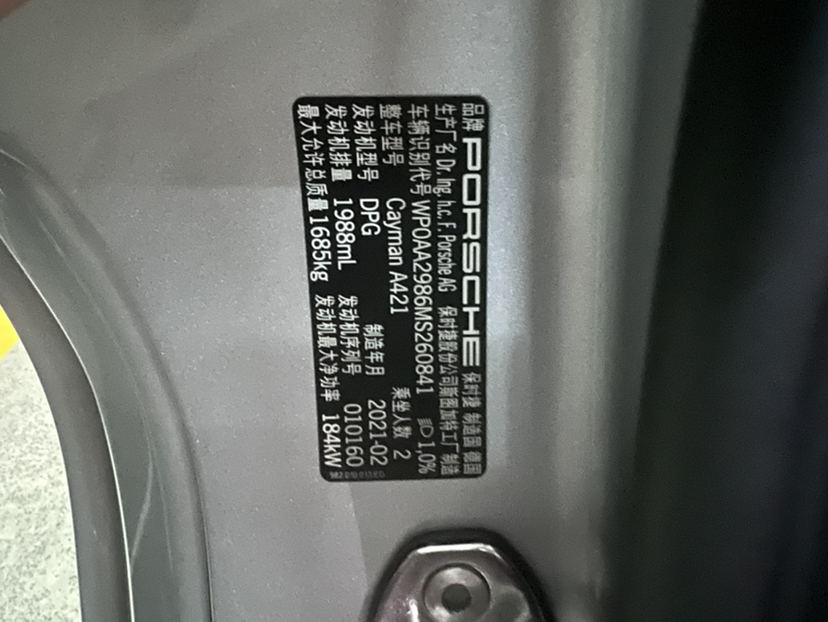 品牌 PORSCHE 保时捷 制造国 德国
生产厂名 Dr. Ing. h.c. F. Porsche AG 保时捷股份公司斯图加特工厂制造
车辆识别代号 WP0AA2986MS260841 1,0%
整车型号 Cayman A421 乘坐人数 2
发动机型号 DPG 制造年月 2021-02
发动机排量 1988mL 发动机序列号 010160
最大允许总质量 1685kg 发动机最大净功率 184kW